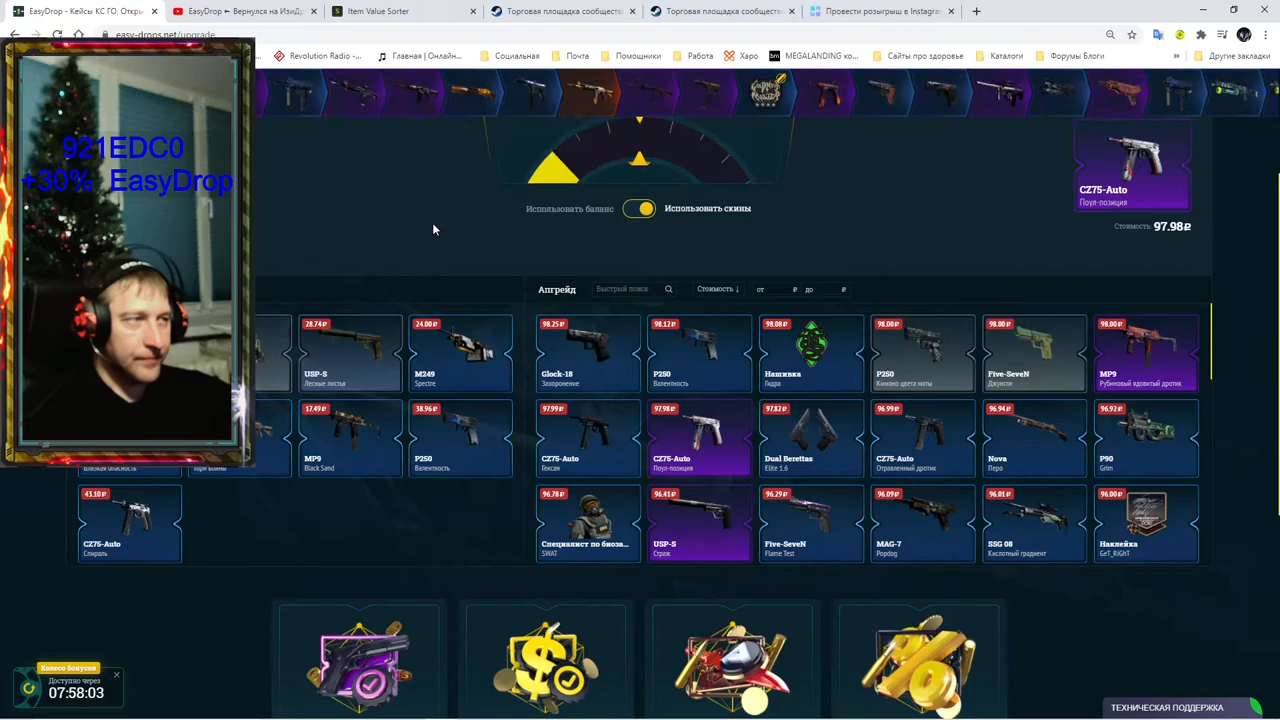 EasyDrop - Кейсы КС ГО, Откры
EasyDrop ➨ Вернулся на ИзиД
Item Value Sorter
Торговая площадка сообществ
Торговая площадка сообществ
Провести розыгрыш в Instagra
easy-drops.net/upgrade
Revolution Radio -...
Главная | Онлайн...
Социальная
Почта
Помощники
Работа
Харо
MEGALANDING ко...
Сайты про здоровье
Каталоги
Форумы Блоги
Другие закладки
921EDC0
+30% EasyDrop
CZ75-Auto
Поул-позиция
Стоимость: 97.98₽
Использовать баланс
Использовать скины
Апгрейд
Быстрый поиск
Стоимость ↓
от ₽
до ₽
28.74₽
USP-S
Лесные листья
24.00₽
M249
Spectre
98.25₽
Glock-18
Захоронение
98.12₽
P250
Валентность
98.08₽
Нашивка
Гидра
98.00₽
P250
Кимоно цвета мяты
98.00₽
Five-SeveN
Джунгли
98.00₽
MP9
Рубиновый ядовитый дротик
17.49₽
MP9
Black Sand
38.96₽
P250
Валентность
97.99₽
CZ75-Auto
Гексан
97.98₽
CZ75-Auto
Поул-позиция
97.82₽
Dual Berettas
Elite 1.6
96.99₽
CZ75-Auto
Отравленный дротик
96.94₽
Nova
Перо
96.92₽
P90
Grim
43.10₽
CZ75-Auto
Спираль
96.78₽
Специалист по биоза...
SWAT
96.41₽
USP-S
Страж
96.29₽
Five-SeveN
Flame Test
96.09₽
MAG-7
Popdog
96.01₽
SSG 08
Кислотный градиент
96.00₽
Наклейка
GeT_RiGhT
Колесо бонусов
Доступно через
07:58:03
ТЕХНИЧЕСКАЯ ПОДДЕРЖКА